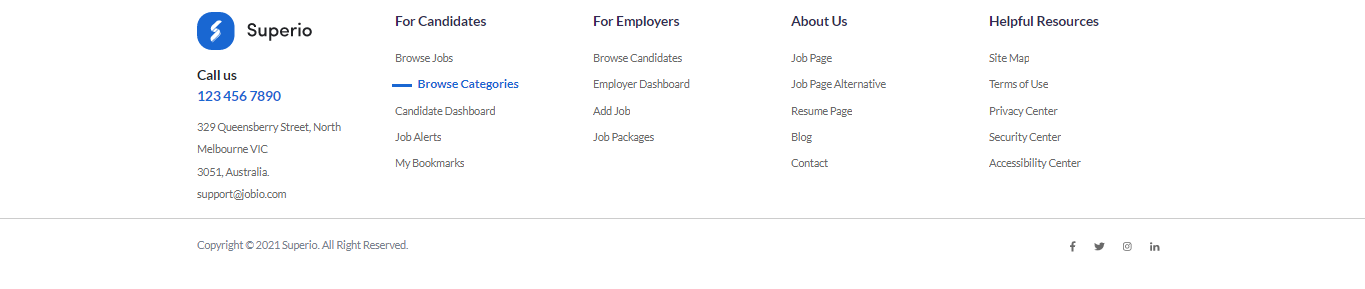 Superio
Call us
123 456 7890
329 Queensberry Street, North
Melbourne VIC
3051, Australia.
support@jobio.com
For Candidates
Browse Jobs
Browse Categories
Candidate Dashboard
Job Alerts
My Bookmarks
For Employers
Browse Candidates
Employer Dashboard
Add Job
Job Packages
About Us
Job Page
Job Page Alternative
Resume Page
Blog
Contact
Helpful Resources
Site Map
Terms of Use
Privacy Center
Security Center
Accessibility Center
Copyright © 2021 Superio. All Right Reserved.